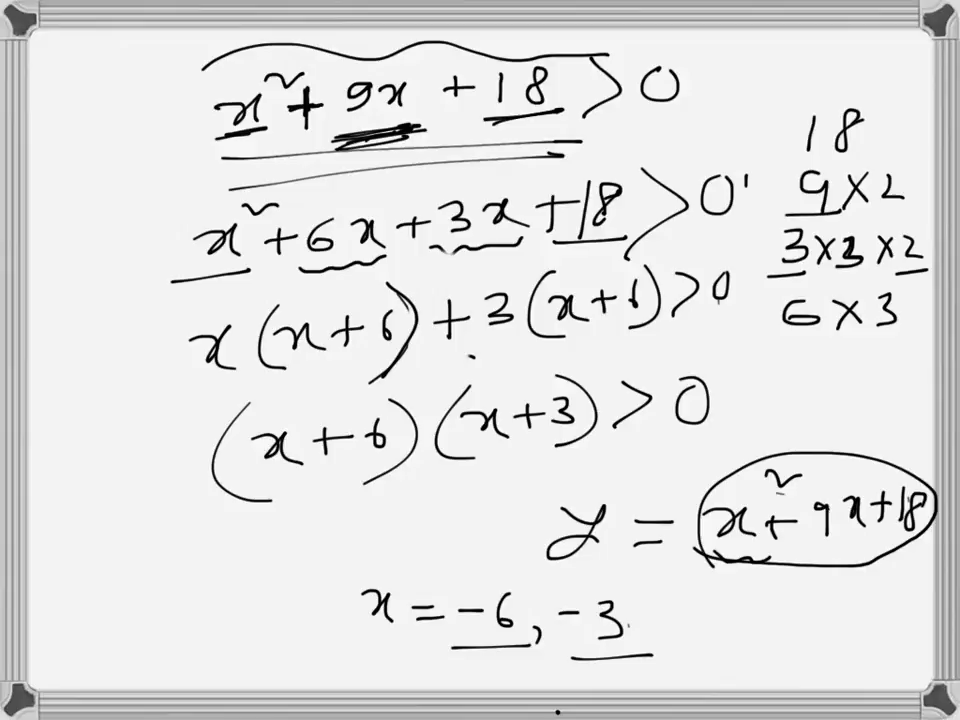 x² + 9x + 18 > 0
x² + 6x + 3x + 18 > 0
x(x+6) + 3(x+6) > 0
(x+6)(x+3) > 0
18
9×2
3×3×2
6×3
y = x² + 9x + 18
x = -6, -3